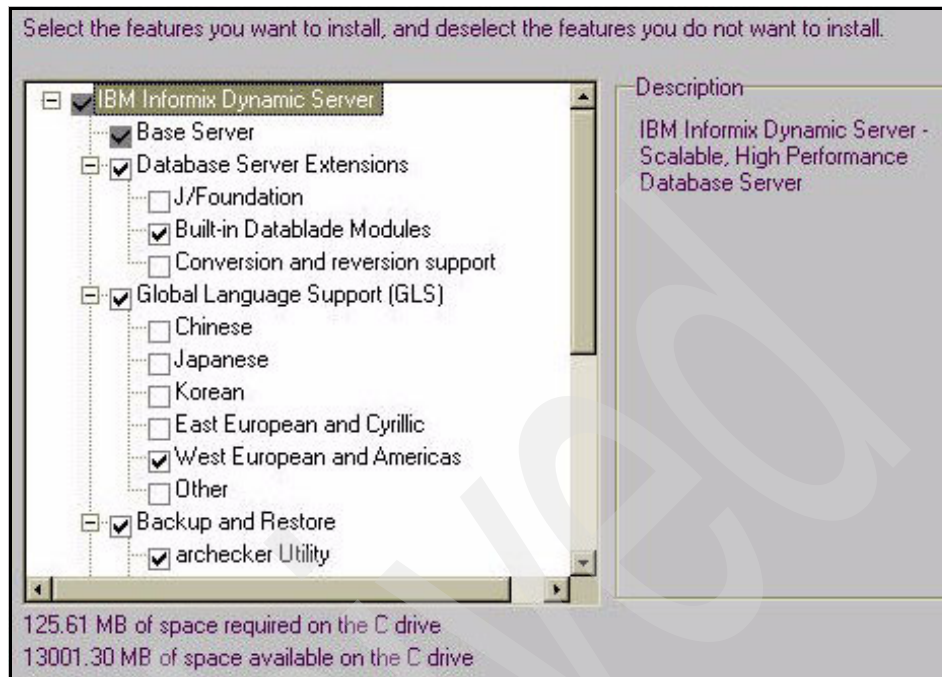 Select the features you want to install, and deselect the features you do not want to install.
IBM Informix Dynamic Server
Base Server
Database Server Extensions
J/Foundation
Built-in Datablade Modules
Conversion and reversion support
Global Language Support (GLS)
Chinese
Japanese
Korean
East European and Cyrillic
West European and Americas
Other
Backup and Restore
archecker Utility
Description
IBM Informix Dynamic Server -
Scalable, High Performance
Database Server
125.61 MB of space required on the C drive
13001.30 MB of space available on the C drive